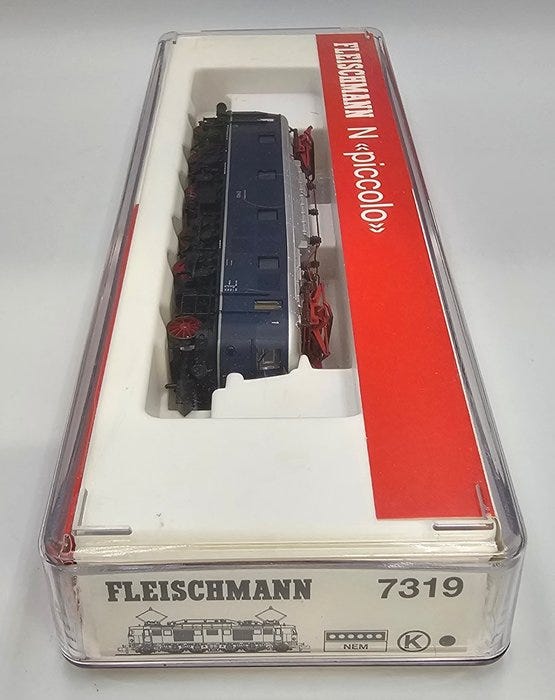 FLEISCHMANN N «piccolo»
FLEISCHMANN 7319
NEM K